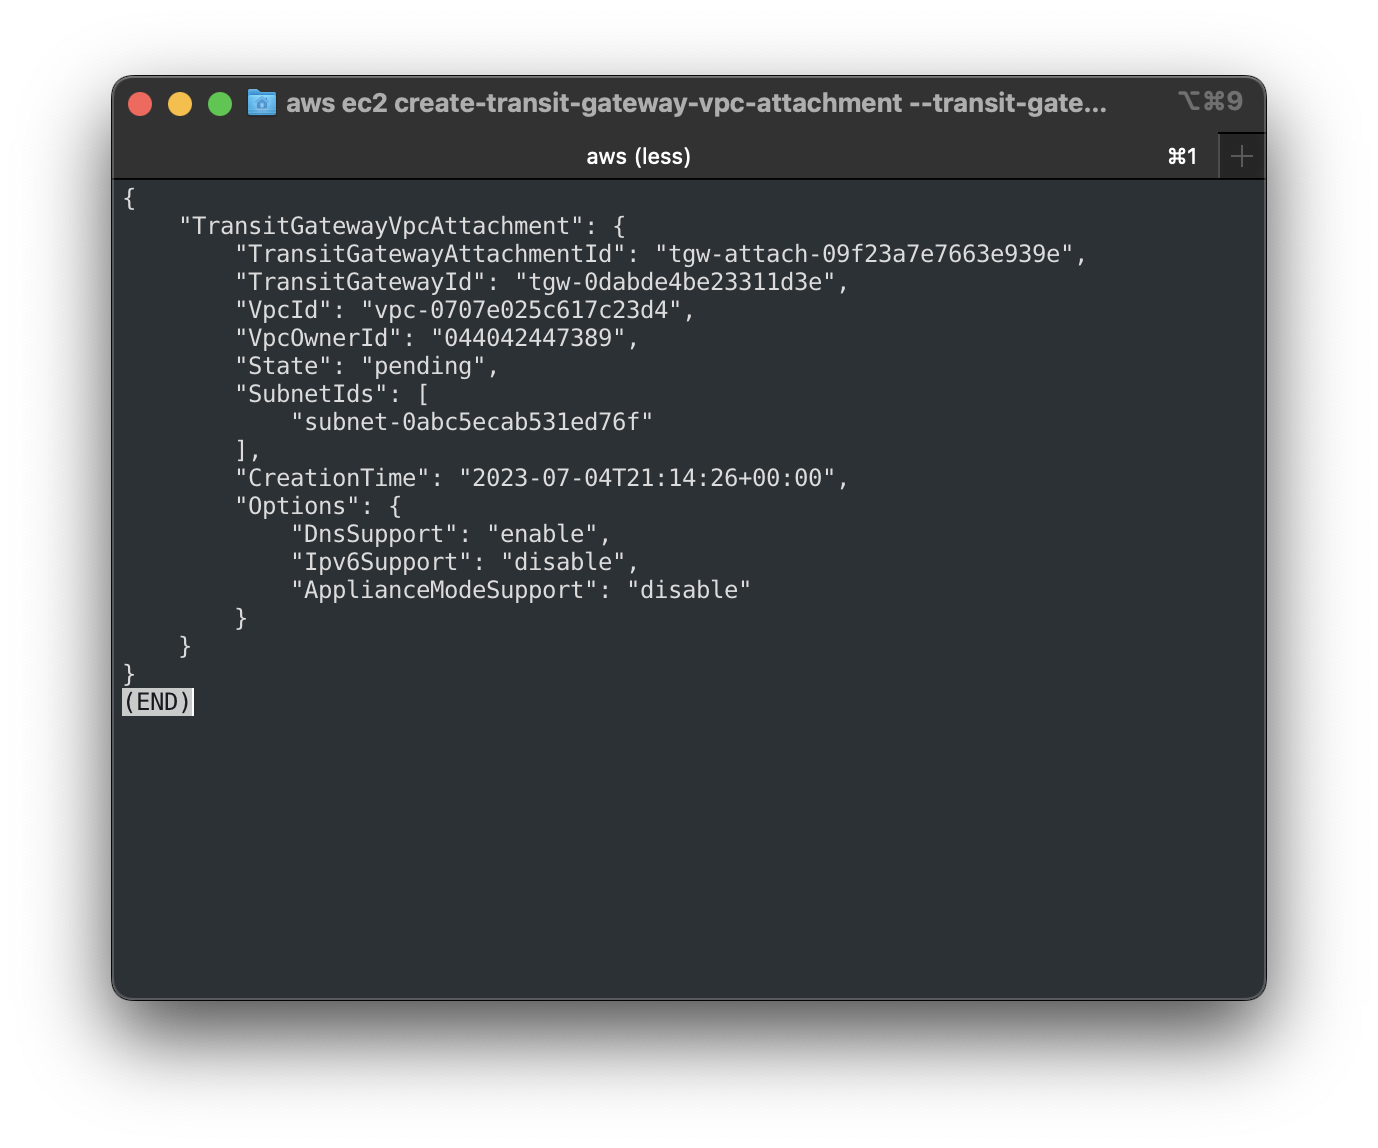 aws ec2 create-transit-gateway-vpc-attachment --transit-gate... ⌥⌘9
aws (less) ⌘1
{
    "TransitGatewayVpcAttachment": {
        "TransitGatewayAttachmentId": "tgw-attach-09f23a7e7663e939e",
        "TransitGatewayId": "tgw-0dabde4be23311d3e",
        "VpcId": "vpc-0707e025c617c23d4",
        "VpcOwnerId": "044042447389",
        "State": "pending",
        "SubnetIds": [
            "subnet-0abc5ecab531ed76f"
        ],
        "CreationTime": "2023-07-04T21:14:26+00:00",
        "Options": {
            "DnsSupport": "enable",
            "Ipv6Support": "disable",
            "ApplianceModeSupport": "disable"
        }
    }
}
(END)